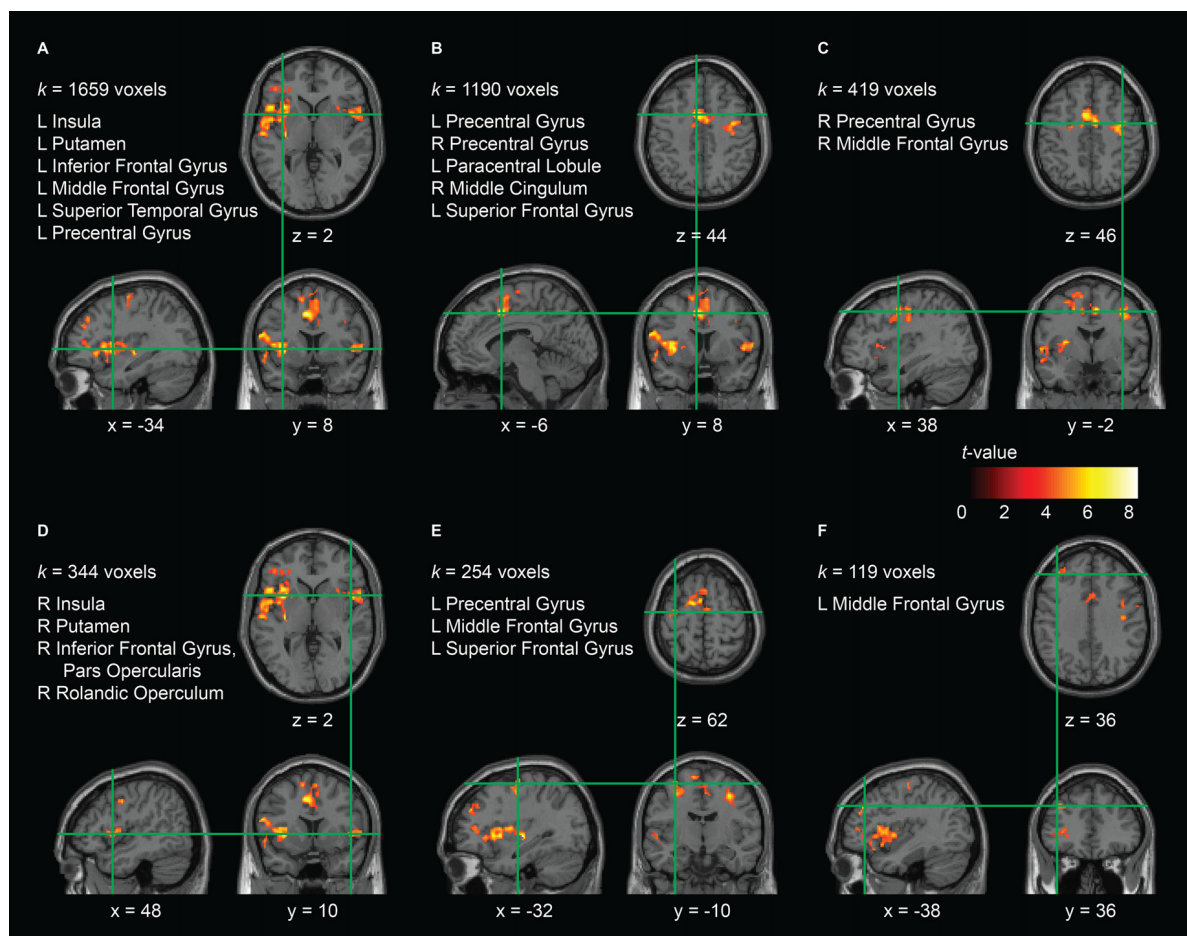 A
k = 1659 voxels
L Insula
L Putamen
L Inferior Frontal Gyrus
L Middle Frontal Gyrus
L Superior Temporal Gyrus
L Precentral Gyrus
z = 2
x = -34
y = 8
B
k = 1190 voxels
L Precentral Gyrus
R Precentral Gyrus
L Paracentral Lobule
R Middle Cingulum
L Superior Frontal Gyrus
z = 44
x = -6
y = 8
C
k = 419 voxels
R Precentral Gyrus
R Middle Frontal Gyrus
z = 46
x = 38
y = -2
t-value
0 2 4 6 8
D
k = 344 voxels
R Insula
R Putamen
R Inferior Frontal Gyrus,
Pars Opercularis
R Rolandic Operculum
z = 2
x = 48
y = 10
E
k = 254 voxels
L Precentral Gyrus
L Middle Frontal Gyrus
L Superior Frontal Gyrus
z = 62
x = -32
y = -10
F
k = 119 voxels
L Middle Frontal Gyrus
z = 36
x = -38
y = 36